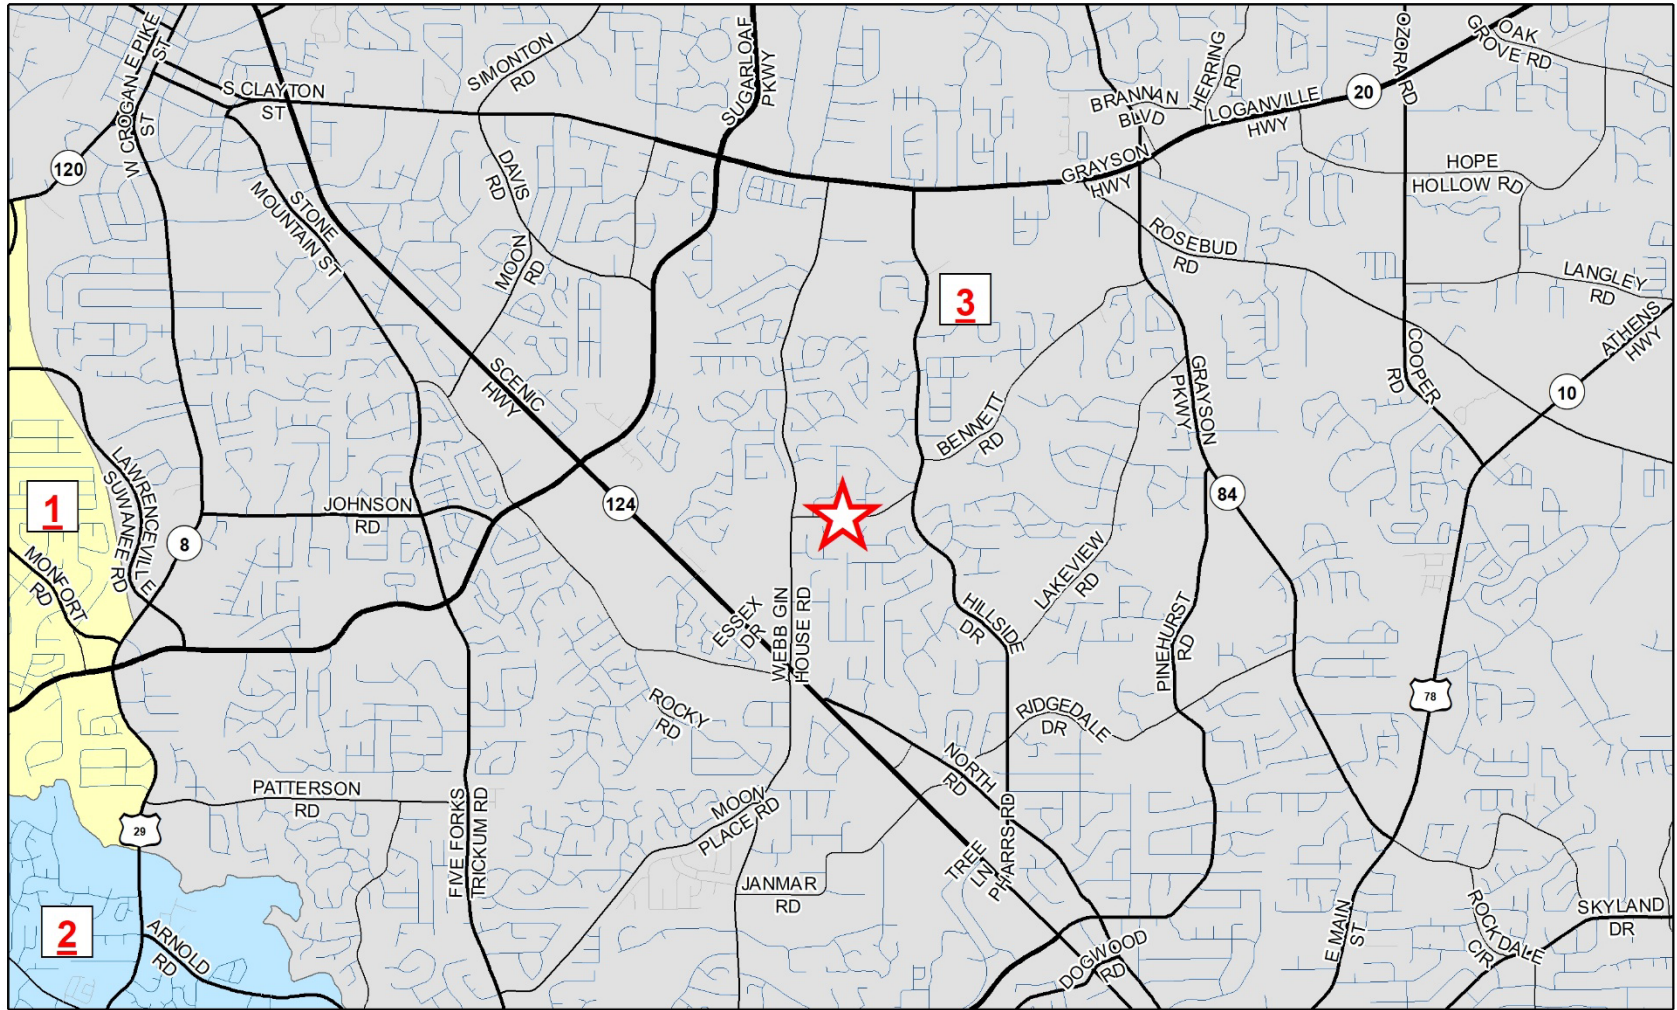 W CROGAN E PIKE
ST
ST
S CLAYTON
ST
SIMONTON
RD
SUGARLOAF
PKWY
BRANNAN
BLVD
HERRING
RD
LOGANVILLE
HWY
20
OZORA RD
OAK
GROVE RD
120
STONE
MOUNTAIN ST
DAVIS
RD
MOON
RD
GRAYSON
HWY
HOPE
HOLLOW RD
ROSEBUD
RD
LANGLEY
RD
ATHENS
HWY
3
SCENIC
HWY
BENNETT
RD
GRAYSON
PKWY
COOPER
RD
10
1
LAWRENCEVILLE
SUWANEE RD
E
8
JOHNSON
RD
124
84
MONFORT
RD
ESSEX
DR
WEBB GIN
HOUSE RD
HILLSIDE
DR
LAKEVIEW
RD
PINEHURST
RD
78
ROCKY
RD
RIDGEDALE
DR
NORTH
RD
PATTERSON
RD
29
FIVE FORKS
TRICKUM RD
MOON
PLACE RD
TREE
LN
PHARRS RD
JANMAR
RD
2
ARNOLD
RD
DOGWOOD
RD
E MAIN
ST
ROCKDALE
CIR
SKYLAND
DR